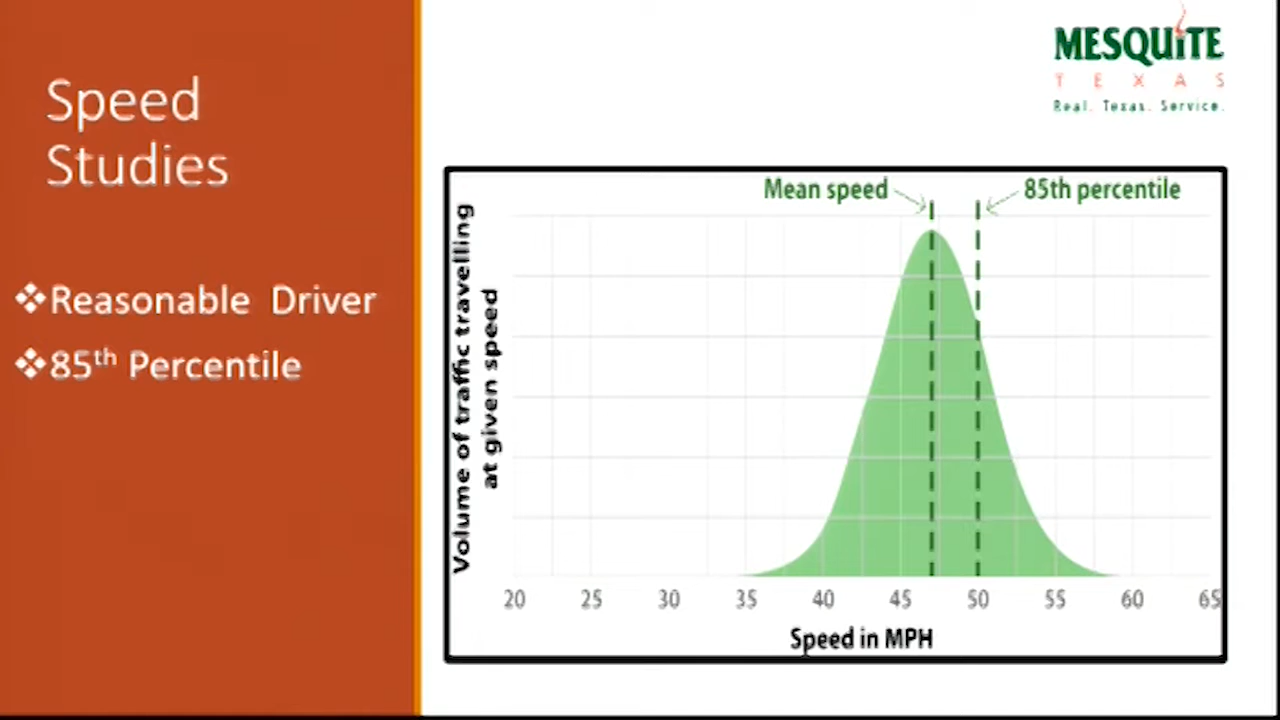 Speed
Studies
❖Reasonable Driver
❖85th Percentile
MESQUiTE
TEXAS
Real. Texas. Service.
Mean speed
85th percentile
Volume of traffic travelling
at given speed
20 25 30 35 40 45 50 55 60 65
Speed in MPH